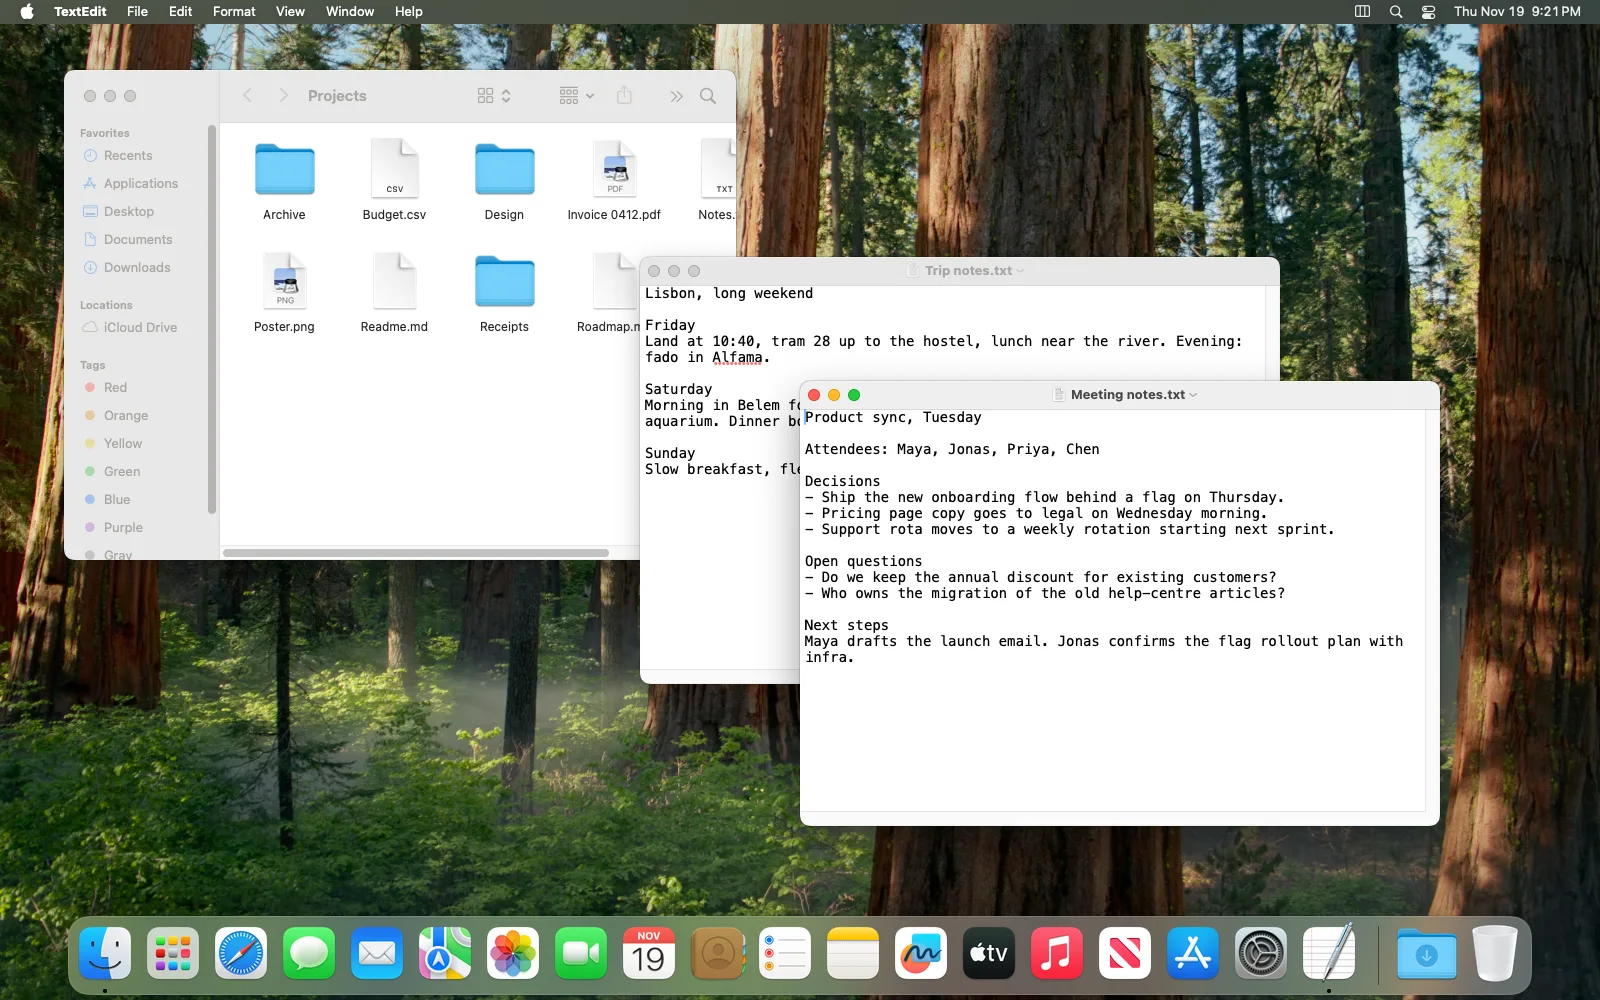 TextEdit File Edit Format View Window Help Thu Nov 19 9:21 PM
Projects
Favorites
Recents
Applications
Desktop
Documents
Downloads
Locations
iCloud Drive
Tags
Red
Orange
Yellow
Green
Blue
Purple
Gray
CSV
PDF
TXT
Archive Budget.csv Design Invoice 0412.pdf Notes.
PNG
Poster.png Readme.md Receipts Roadmap.m
Trip notes.txt
Lisbon, long weekend
Friday
Land at 10:40, tram 28 up to the hostel, lunch near the river. Evening:
fado in Alfama.
Saturday
Morning in Belem fo
aquarium. Dinner bo
Sunday
Slow breakfast, fle
Meeting notes.txt
Product sync, Tuesday
Attendees: Maya, Jonas, Priya, Chen
Decisions
- Ship the new onboarding flow behind a flag on Thursday.
- Pricing page copy goes to legal on Wednesday morning.
- Support rota moves to a weekly rotation starting next sprint.
Open questions
- Do we keep the annual discount for existing customers?
- Who owns the migration of the old help-centre articles?
Next steps
Maya drafts the launch email. Jonas confirms the flag rollout plan with
infra.
NOV
19
tv